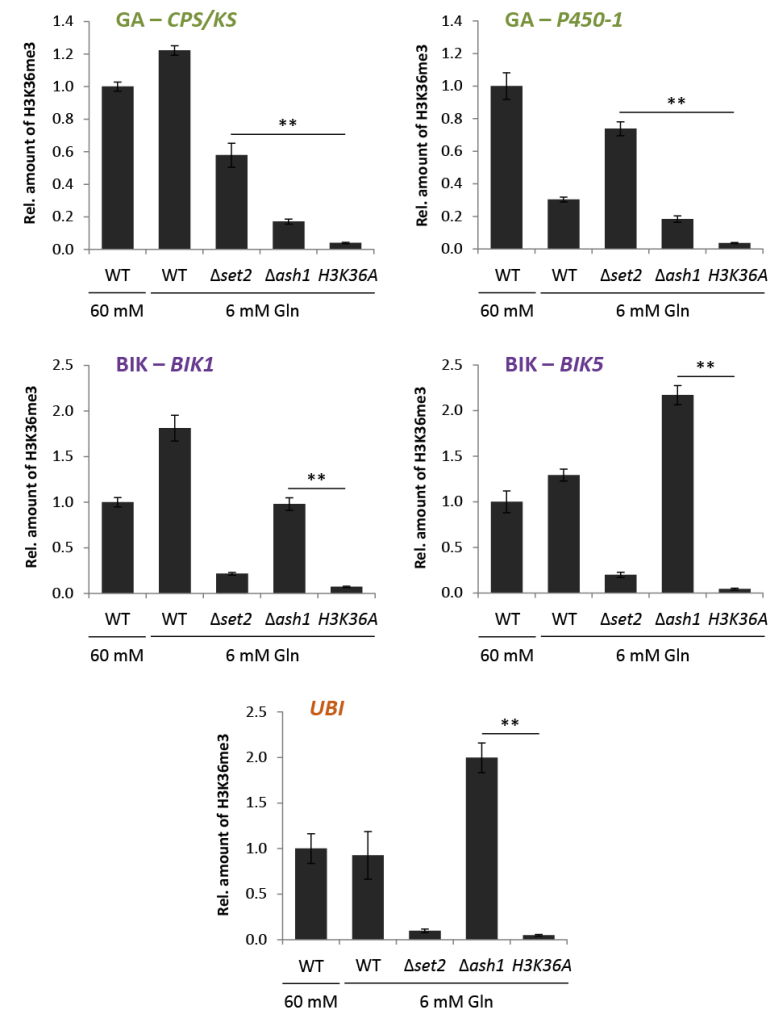 GA – CPS/KS
Rel. amount of H3K36me3
1.4
1.2
1.0
0.8
0.6
0.4
0.2
0.0
**
WT WT Δset2 Δash1 H3K36A
60 mM 6 mM Gln
GA – P450-1
Rel. amount of H3K36me3
1.4
1.2
1.0
0.8
0.6
0.4
0.2
0.0
**
WT WT Δset2 Δash1 H3K36A
60 mM 6 mM Gln
BIK – BIK1
Rel. amount of H3K36me3
2.5
2.0
1.5
1.0
0.5
0.0
**
WT WT Δset2 Δash1 H3K36A
60 mM 6 mM Gln
BIK – BIK5
Rel. amount of H3K36me3
2.5
2.0
1.5
1.0
0.5
0.0
**
WT WT Δset2 Δash1 H3K36A
60 mM 6 mM Gln
UBI
Rel. amount of H3K36me3
2.5
2.0
1.5
1.0
0.5
0.0
**
WT WT Δset2 Δash1 H3K36A
60 mM 6 mM Gln